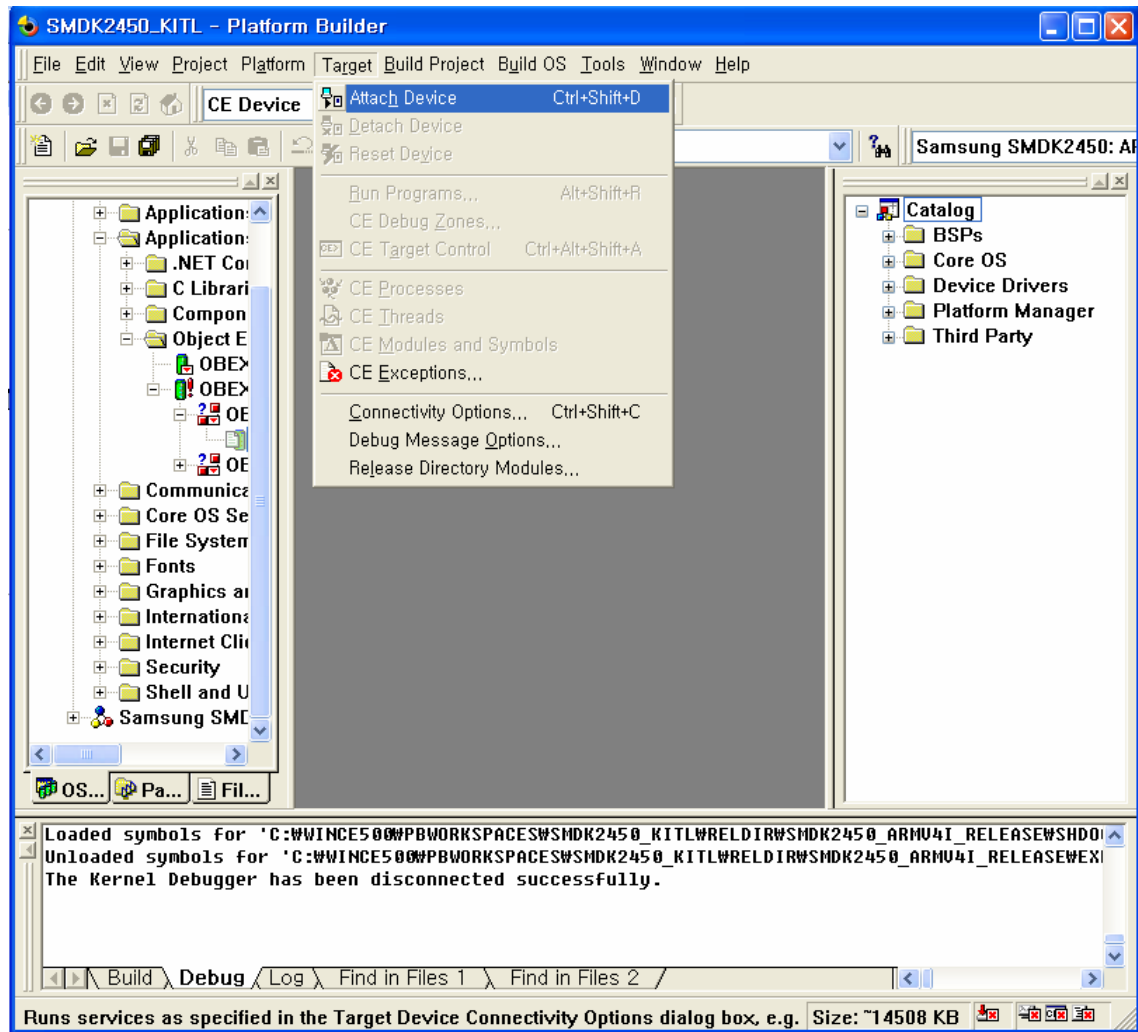 SMDK2450_KITL - Platform Builder
File Edit View Project Platform Target Build Project Build OS Tools Window Help
CE Device
Attach Device Ctrl+Shift+D
Detach Device
Reset Device
Samsung SMDK2450: AR
Run Programs... Alt+Shift+R
CE Debug Zones...
CE Target Control Ctrl+Alt+Shift+A
CE Processes
CE Threads
CE Modules and Symbols
CE Exceptions...
Connectivity Options... Ctrl+Shift+C
Debug Message Options...
Release Directory Modules...
Application
Application
.NET Co
C Librari
Compon
Object E
OBEX
OBEX
OE
OE
Communica
Core OS Se
File System
Fonts
Graphics a
Internationa
Internet Clie
Security
Shell and U
Samsung SMD
OS... Pa... Fil...
Catalog
BSPs
Core OS
Device Drivers
Platform Manager
Third Party
Loaded symbols for 'C:₩WINCE500₩PBWORKSPACES₩SMDK2450_KITL₩RELDIR₩SMDK2450_ARMV4I_RELEASE₩SHDO
Unloaded symbols for 'C:₩WINCE500₩PBWORKSPACES₩SMDK2450_KITL₩RELDIR₩SMDK2450_ARMV4I_RELEASE₩EX
The Kernel Debugger has been disconnected successfully.
Build Debug Log Find in Files 1 Find in Files 2
Runs services as specified in the Target Device Connectivity Options dialog box, e.g. Size: ~14508 KB